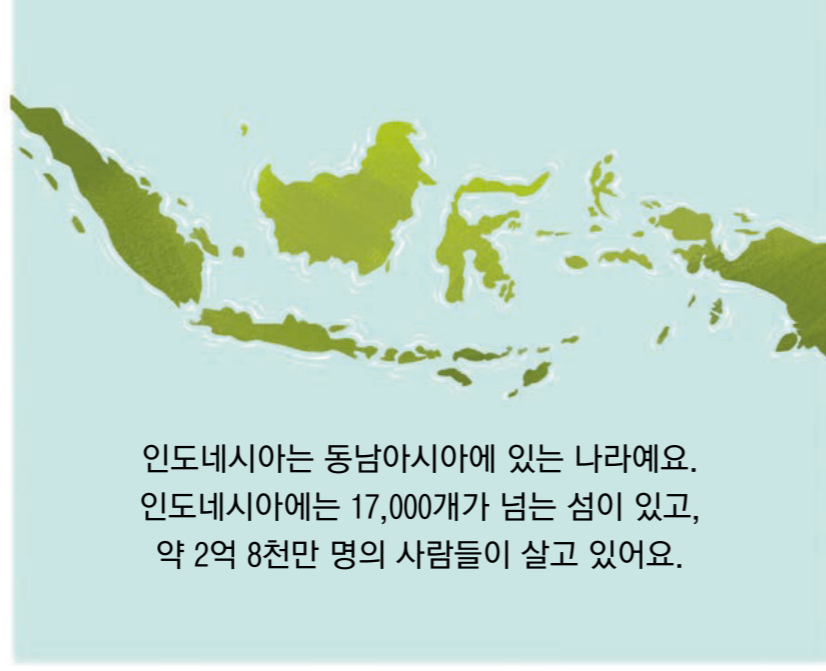 인도네시아는 동남아시아에 있는 나라예요.
인도네시아에는 17,000개가 넘는 섬이 있고,
약 2억 8천만 명의 사람들이 살고 있어요.